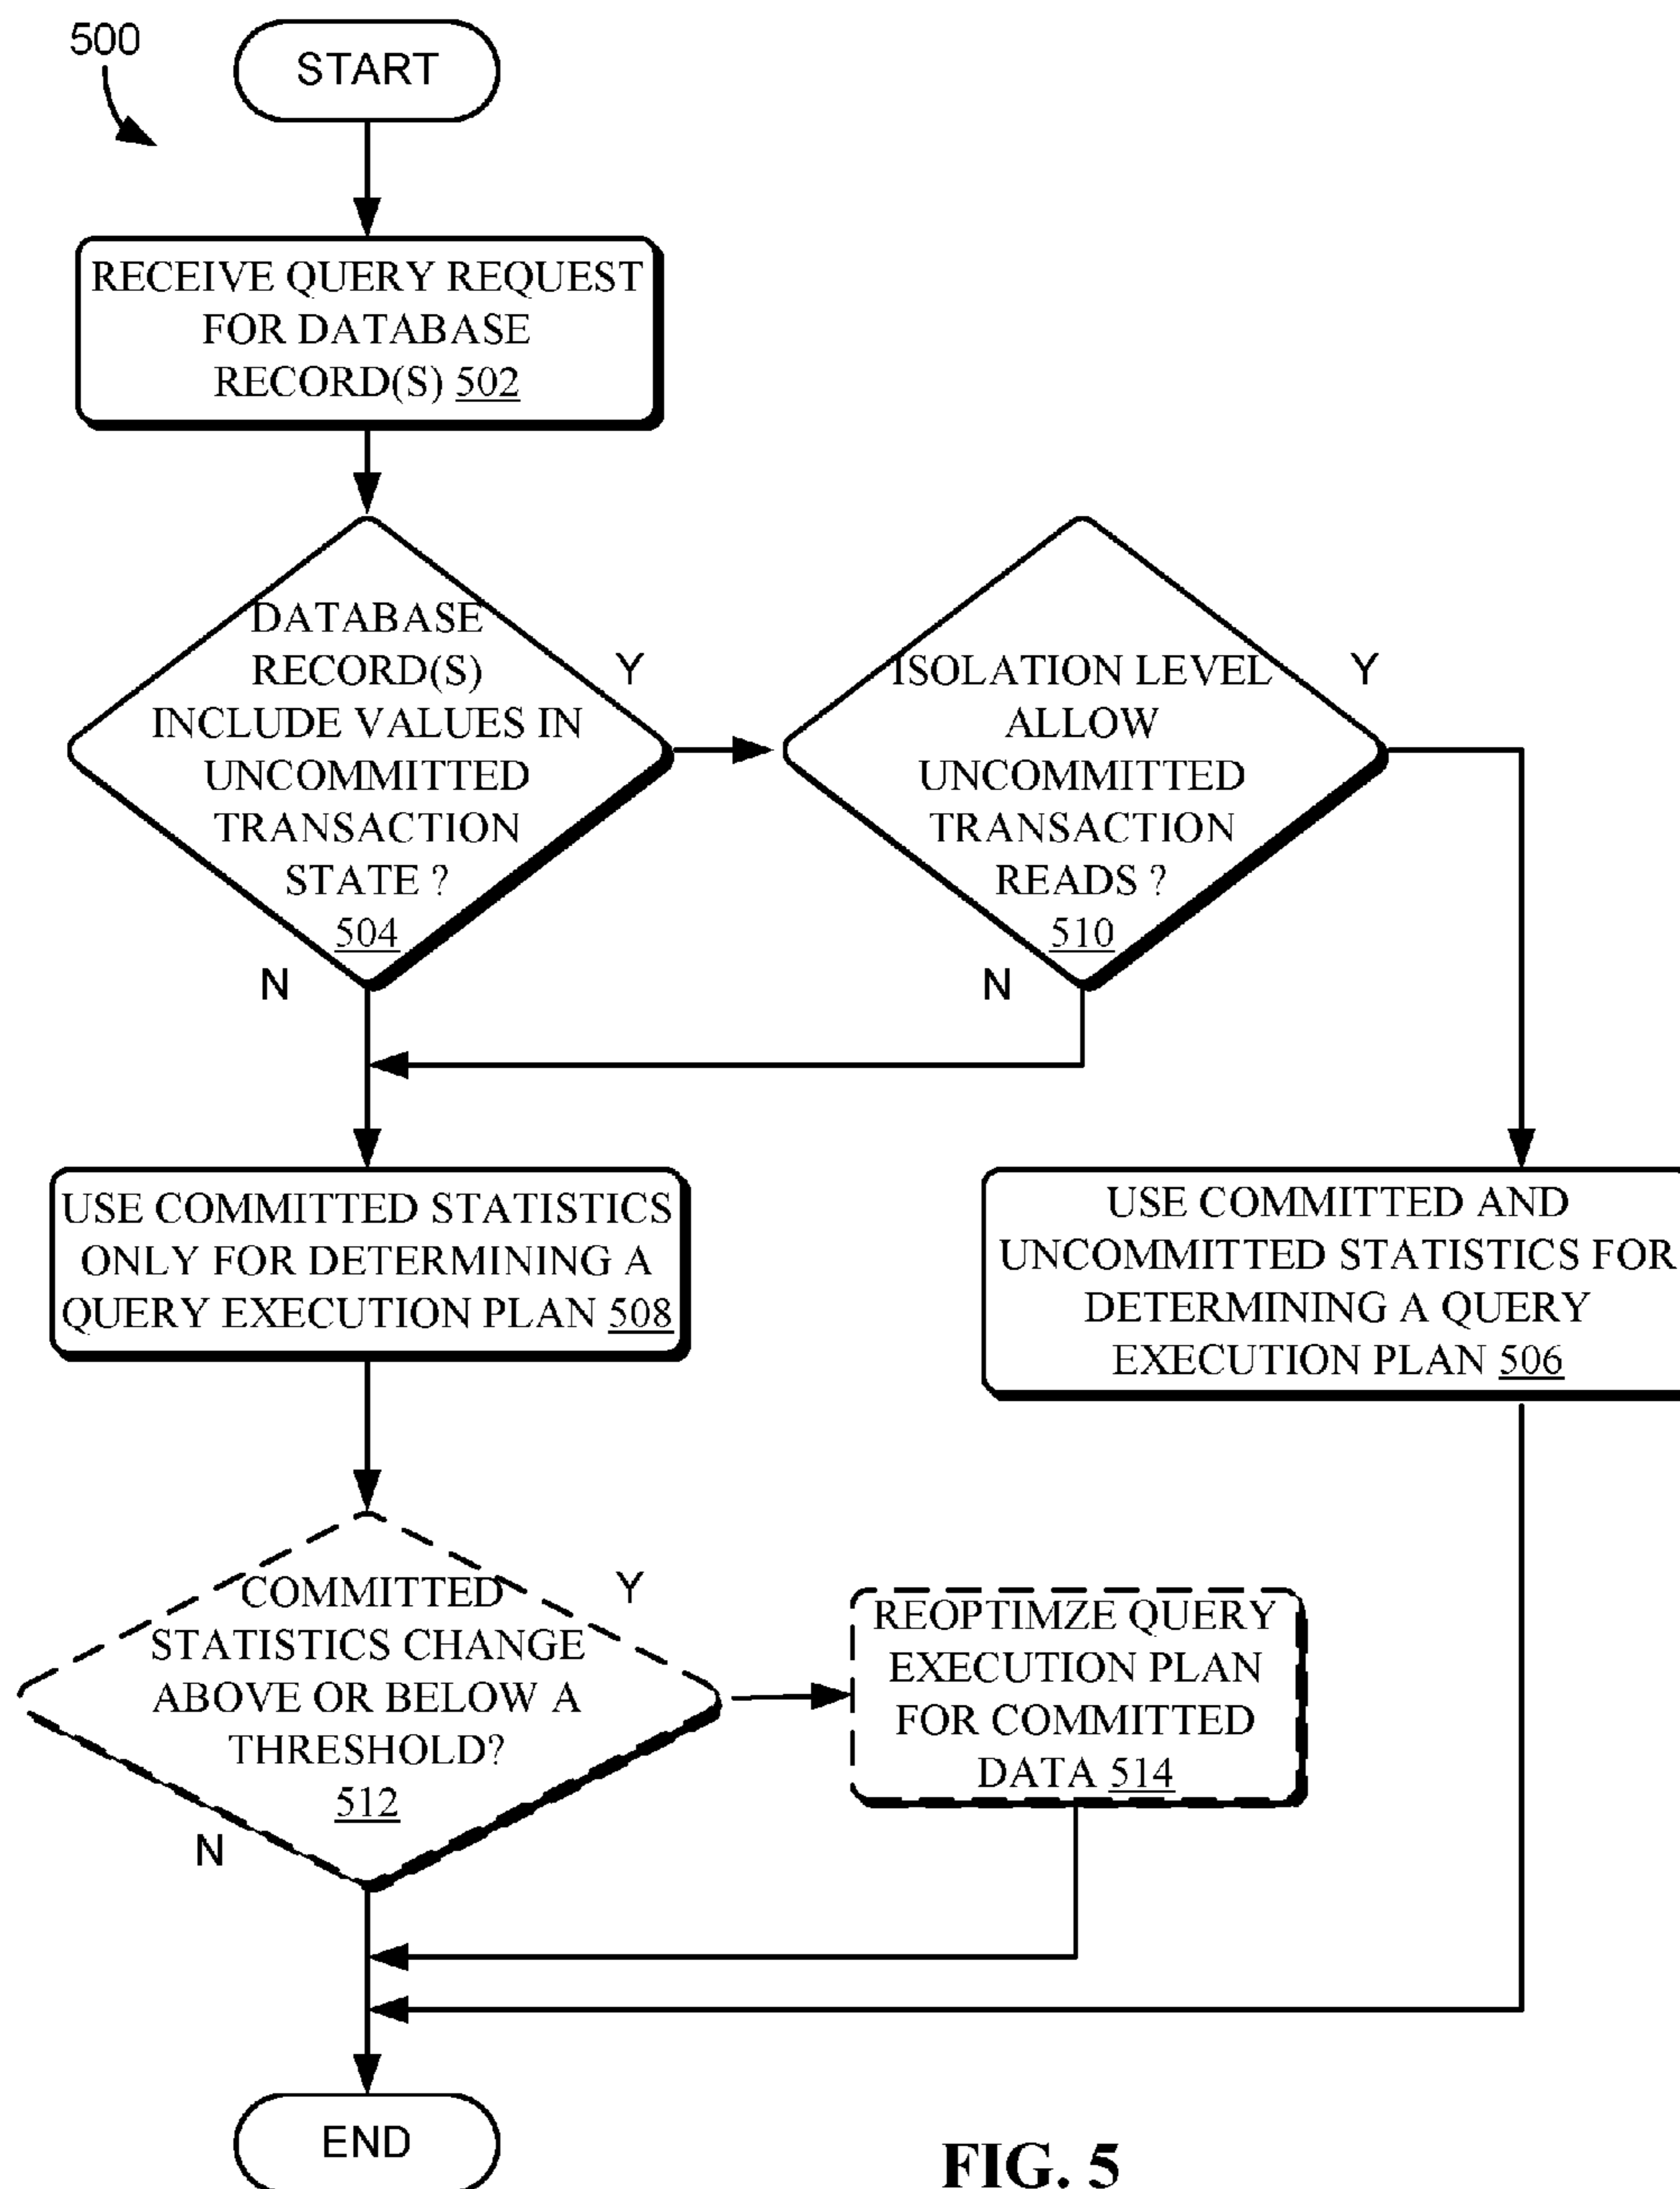 500
START
RECEIVE QUERY REQUEST
FOR DATABASE
RECORD(S) 502
DATABASE
RECORD(S)
INCLUDE VALUES IN
UNCOMMITTED
TRANSACTION
STATE ?
504
Y
N
ISOLATION LEVEL
ALLOW
UNCOMMITTED
TRANSACTION
READS ?
510
Y
N
USE COMMITTED STATISTICS
ONLY FOR DETERMINING A
QUERY EXECUTION PLAN 508
USE COMMITTED AND
UNCOMMITTED STATISTICS FOR
DETERMINING A QUERY
EXECUTION PLAN 506
COMMITTED
STATISTICS CHANGE
ABOVE OR BELOW A
THRESHOLD?
512
Y
N
REOPTIMZE QUERY
EXECUTION PLAN
FOR COMMITTED
DATA 514
END
FIG. 5